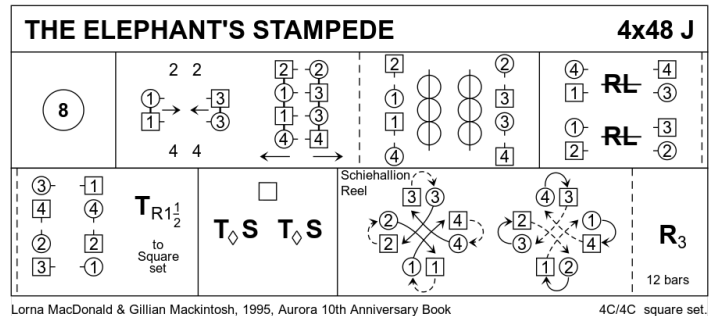 THE ELEPHANT'S STAMPEDE 4x48 J
8
2 2
1 3
1 3
4 4
2 2
1 3
1 3
4 4
2 2
1 3
1 3
4 4
4 RL 4
1 3
1 RL 3
2 2
3 1
4 4
2 2
3 1
TR1½
to
Square
set
T◊S T◊S
Schiehallion
Reel
3 3
2 4
2 4
1 1
4 3
2 1
3 4
1 2
R3
12 bars
Lorna MacDonald & Gillian Mackintosh, 1995, Aurora 10th Anniversary Book 4C/4C square set.